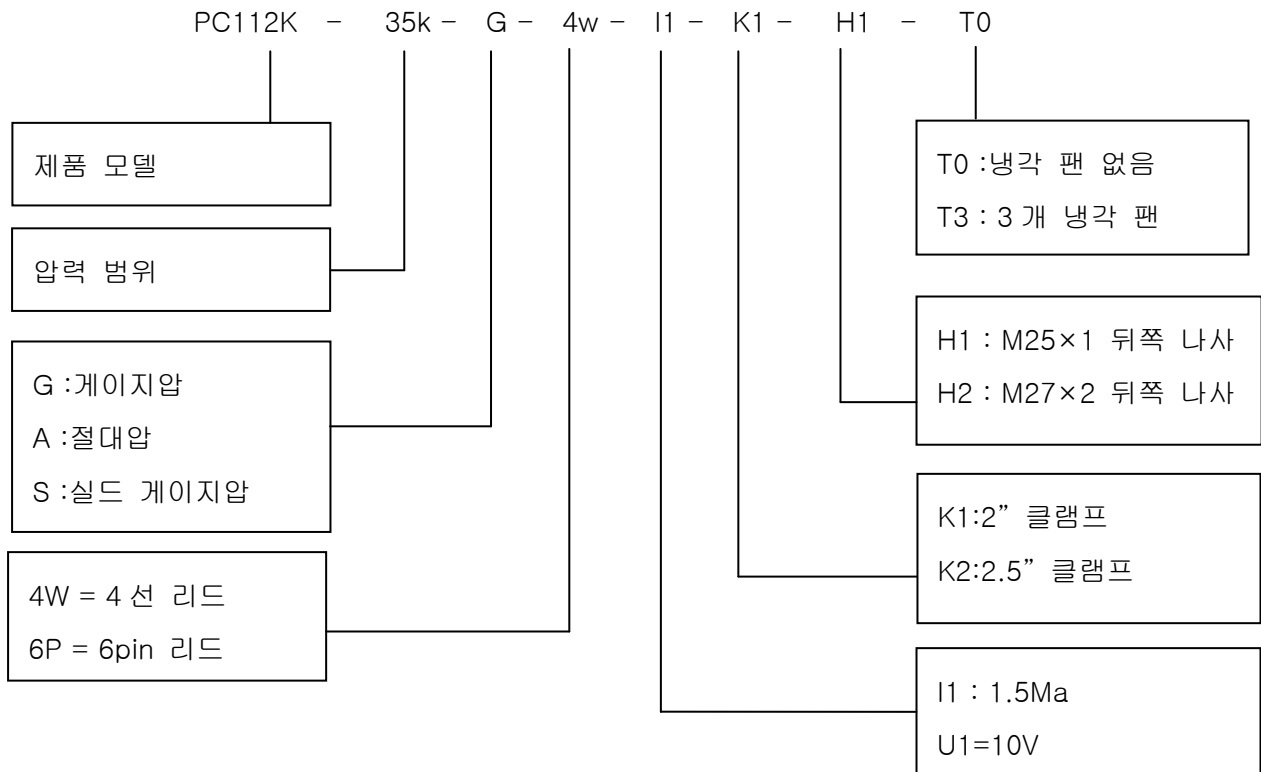 PC112K - 35k - G - 4w - I1 - K1 - H1 - T0
제품 모델
압력 범위
G :게이지압
A :절대압
S :실드 게이지압
4W = 4 선 리드
6P = 6pin 리드
T0 :냉각 팬 없음
T3 : 3 개 냉각 팬
H1 : M25×1 뒤쪽 나사
H2 : M27×2 뒤쪽 나사
K1:2” 클램프
K2:2.5” 클램프
I1 : 1.5Ma
U1=10V